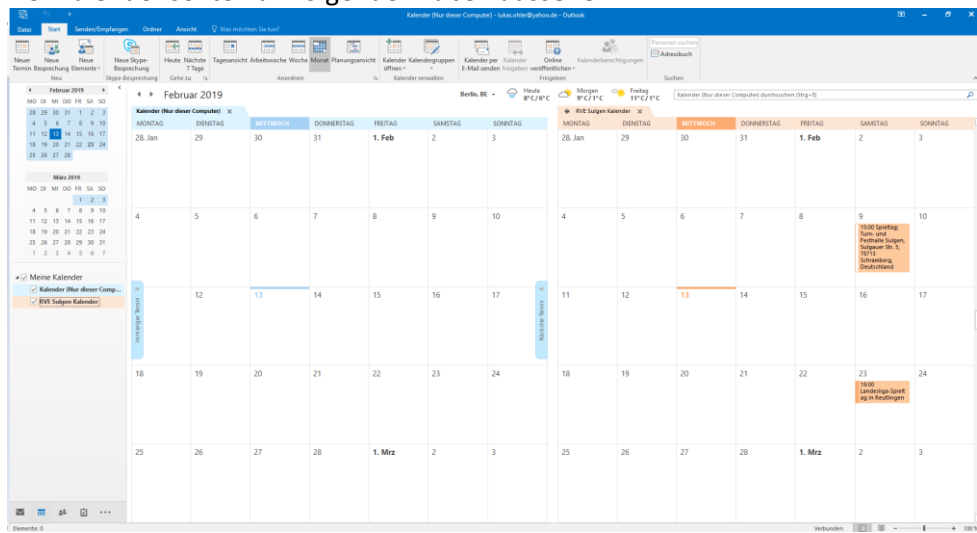 Kalender (Nur dieser Computer) - lukas.ohler@yahoo.de - Outlook
Datei Start Senden/Empfangen Ordner Ansicht Was möchten Sie tun?
Neuer Termin
Neue Besprechung
Neue Elemente
Neue Skype-Besprechung
Heute
Nächste 7 Tage
Tagesansicht Arbeitswoche Woche Monat Planungsansicht
Kalender öffnen
Kalendergruppen
Kalender per E-Mail senden
Kalender freigeben
Online veröffentlichen
Kalenderberechtigungen
Personen suchen
Adressbuch
Neu Skype-Besprechung Gehe zu Anordnen Kalender verwalten Freigeben Suchen
Februar 2019
MO DI MI DO FR SA SO
28 29 30 31 1 2 3
4 5 6 7 8 9 10
11 12 13 14 15 16 17
18 19 20 21 22 23 24
25 26 27 28
März 2019
MO DI MI DO FR SA SO
1 2 3
4 5 6 7 8 9 10
11 12 13 14 15 16 17
18 19 20 21 22 23 24
25 26 27 28 29 30 31
1 2 3 4 5 6 7
Meine Kalender
Kalender (Nur dieser Comp...
RVE Sulgen Kalender
Februar 2019
Berlin, BE
Heute
8°C/6°C
Morgen
9°C/1°C
Freitag
11°C/1°C
Kalender (Nur dieser Computer) durchsuchen (Strg+E)
Kalender (Nur dieser Computer) X
MONTAG DIENSTAG MITTWOCH DONNERSTAG FREITAG SAMSTAG SONNTAG
28. Jan 29 30 31 1. Feb 2 3
4 5 6 7 8 9 10
12 13 14 15 16 17
18 19 20 21 22 23 24
25 26 27 28 1. Mrz 2 3
Vorheriger Termin
Nächster Termin
RVE Sulgen Kalender X
MONTAG DIENSTAG MITTWOCH DONNERSTAG FREITAG SAMSTAG SONNTAG
28. Jan 29 30 31 1. Feb 2 3
4 5 6 7 8 9 10
15:00 Spieltag;
Turn- und
Festhalle Sulgen,
Sulgauer Str. 5,
78713
Schramberg,
Deutschland
11 12 13 14 15 16 17
18 19 20 21 22 23 24
18:00
Landesliga-Spielt
ag in Reutlingen
25 26 27 28 1. Mrz 2 3
Elemente: 0
Verbunden
100 %